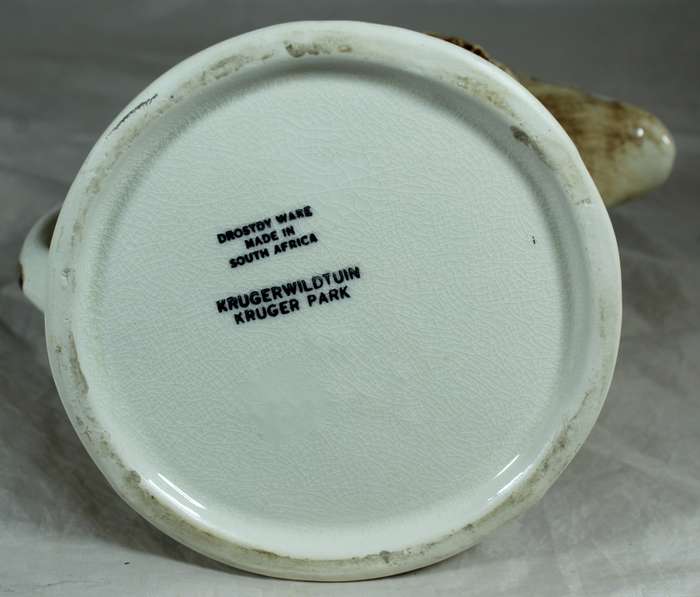 DROSTDY WARE
MADE IN
SOUTH AFRICA
KRUGERWILDTUIN
KRUGER PARK